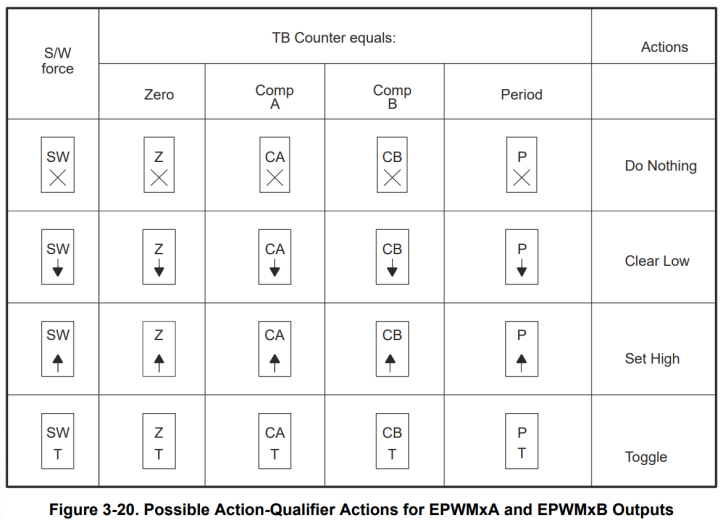 S/W
force
TB Counter equals:
Actions
Zero
Comp
A
Comp
B
Period
SW
Z
CA
CB
P
Do Nothing
SW
Z
CA
CB
P
Clear Low
SW
Z
CA
CB
P
Set High
SW
T
Z
T
CA
T
CB
T
P
T
Toggle
Figure 3-20. Possible Action-Qualifier Actions for EPWMxA and EPWMxB Outputs